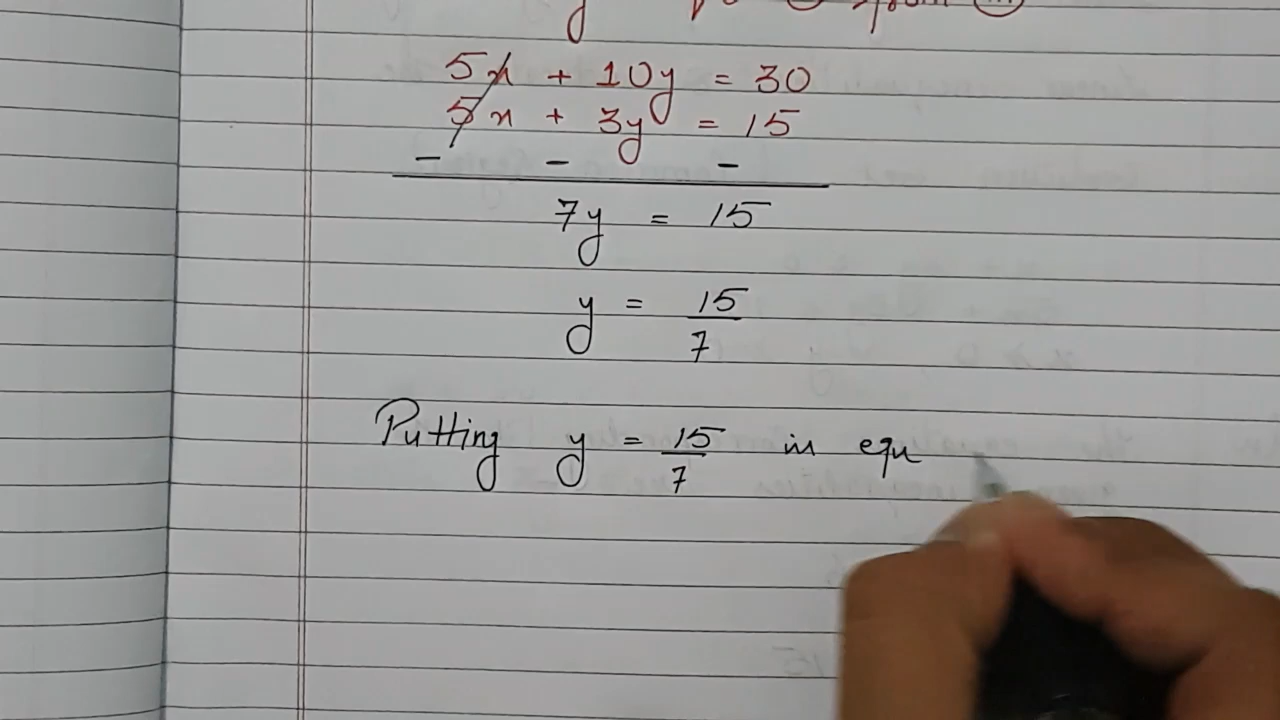 5x + 10y = 30
5x + 3y = 15
- - -
7y = 15
y = 15/7
Putting y = 15/7 in equ